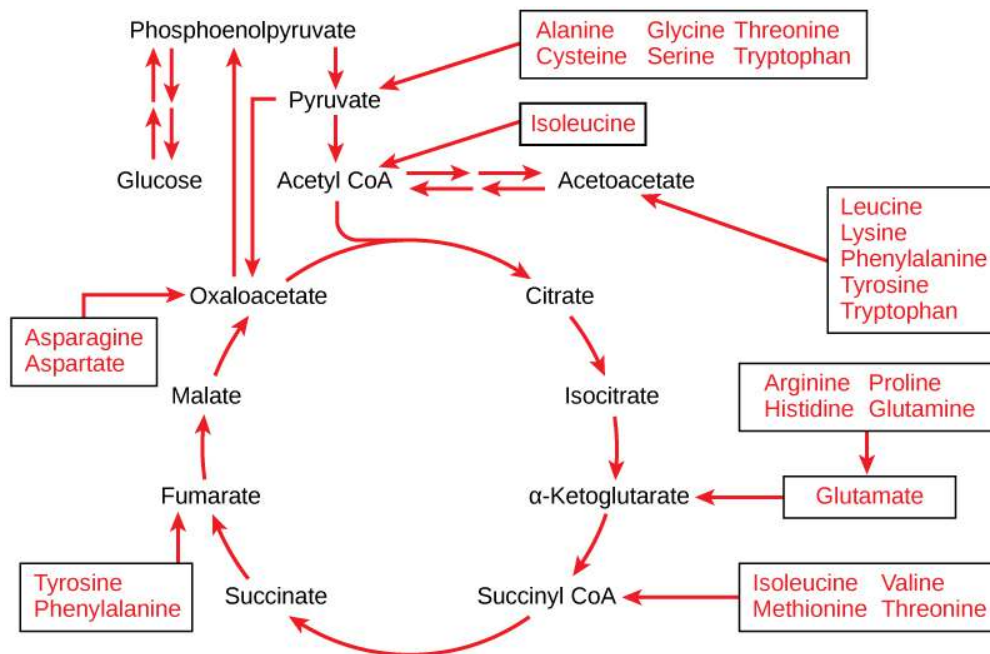 Phosphoenolpyruvate
Alanine Glycine Threonine
Cysteine Serine Tryptophan
Pyruvate
Isoleucine
Glucose
Acetyl CoA
Acetoacetate
Leucine
Lysine
Phenylalanine
Tyrosine
Tryptophan
Oxaloacetate
Citrate
Asparagine
Aspartate
Malate
Isocitrate
Arginine Proline
Histidine Glutamine
Fumarate
α-Ketoglutarate
Glutamate
Tyrosine
Phenylalanine
Succinate
Succinyl CoA
Isoleucine Valine
Methionine Threonine